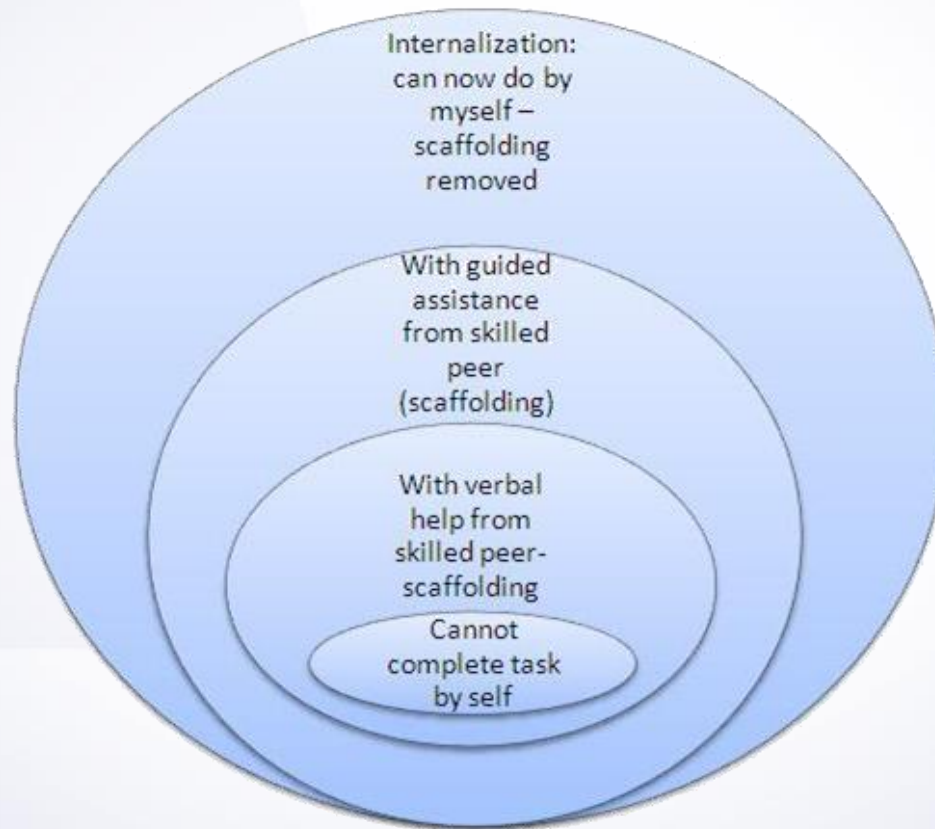 Internalization:
can now do by
myself –
scaffolding
removed
With guided
assistance
from skilled
peer
(scaffolding)
With verbal
help from
skilled peer-
scaffolding
Cannot
complete task
by self